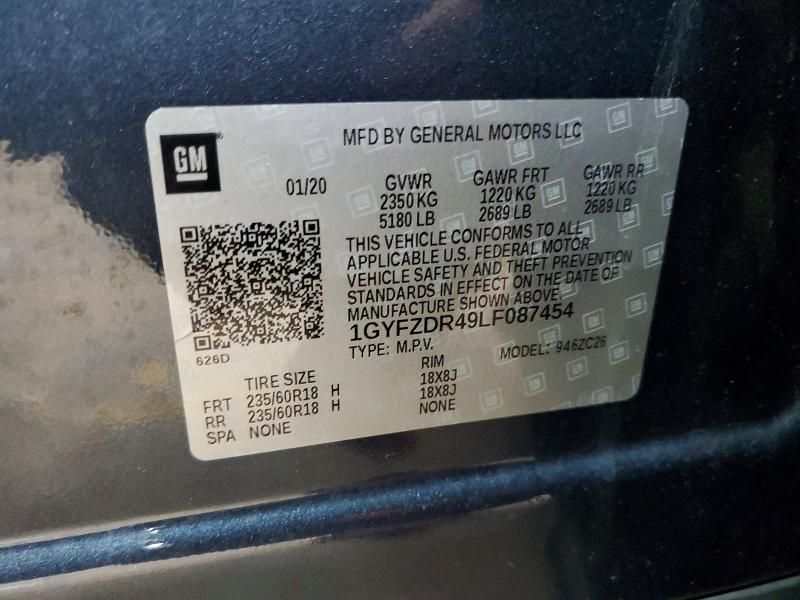 GM
MFD BY GENERAL MOTORS LLC
01/20
GVWR
2350 KG
5180 LB
GAWR FRT
1220 KG
2689 LB
GAWR RR
1220 KG
2689 LB
THIS VEHICLE CONFORMS TO ALL
APPLICABLE U.S. FEDERAL MOTOR
VEHICLE SAFETY AND THEFT PREVENTION
STANDARDS IN EFFECT ON THE DATE OF
MANUFACTURE SHOWN ABOVE.
1GYFZDR49LF087454
TYPE: M.P.V. MODEL: 946ZC26
626D
TIRE SIZE RIM
FRT 235/60R18 H 18X8J
RR 235/60R18 H 18X8J
SPA NONE NONE